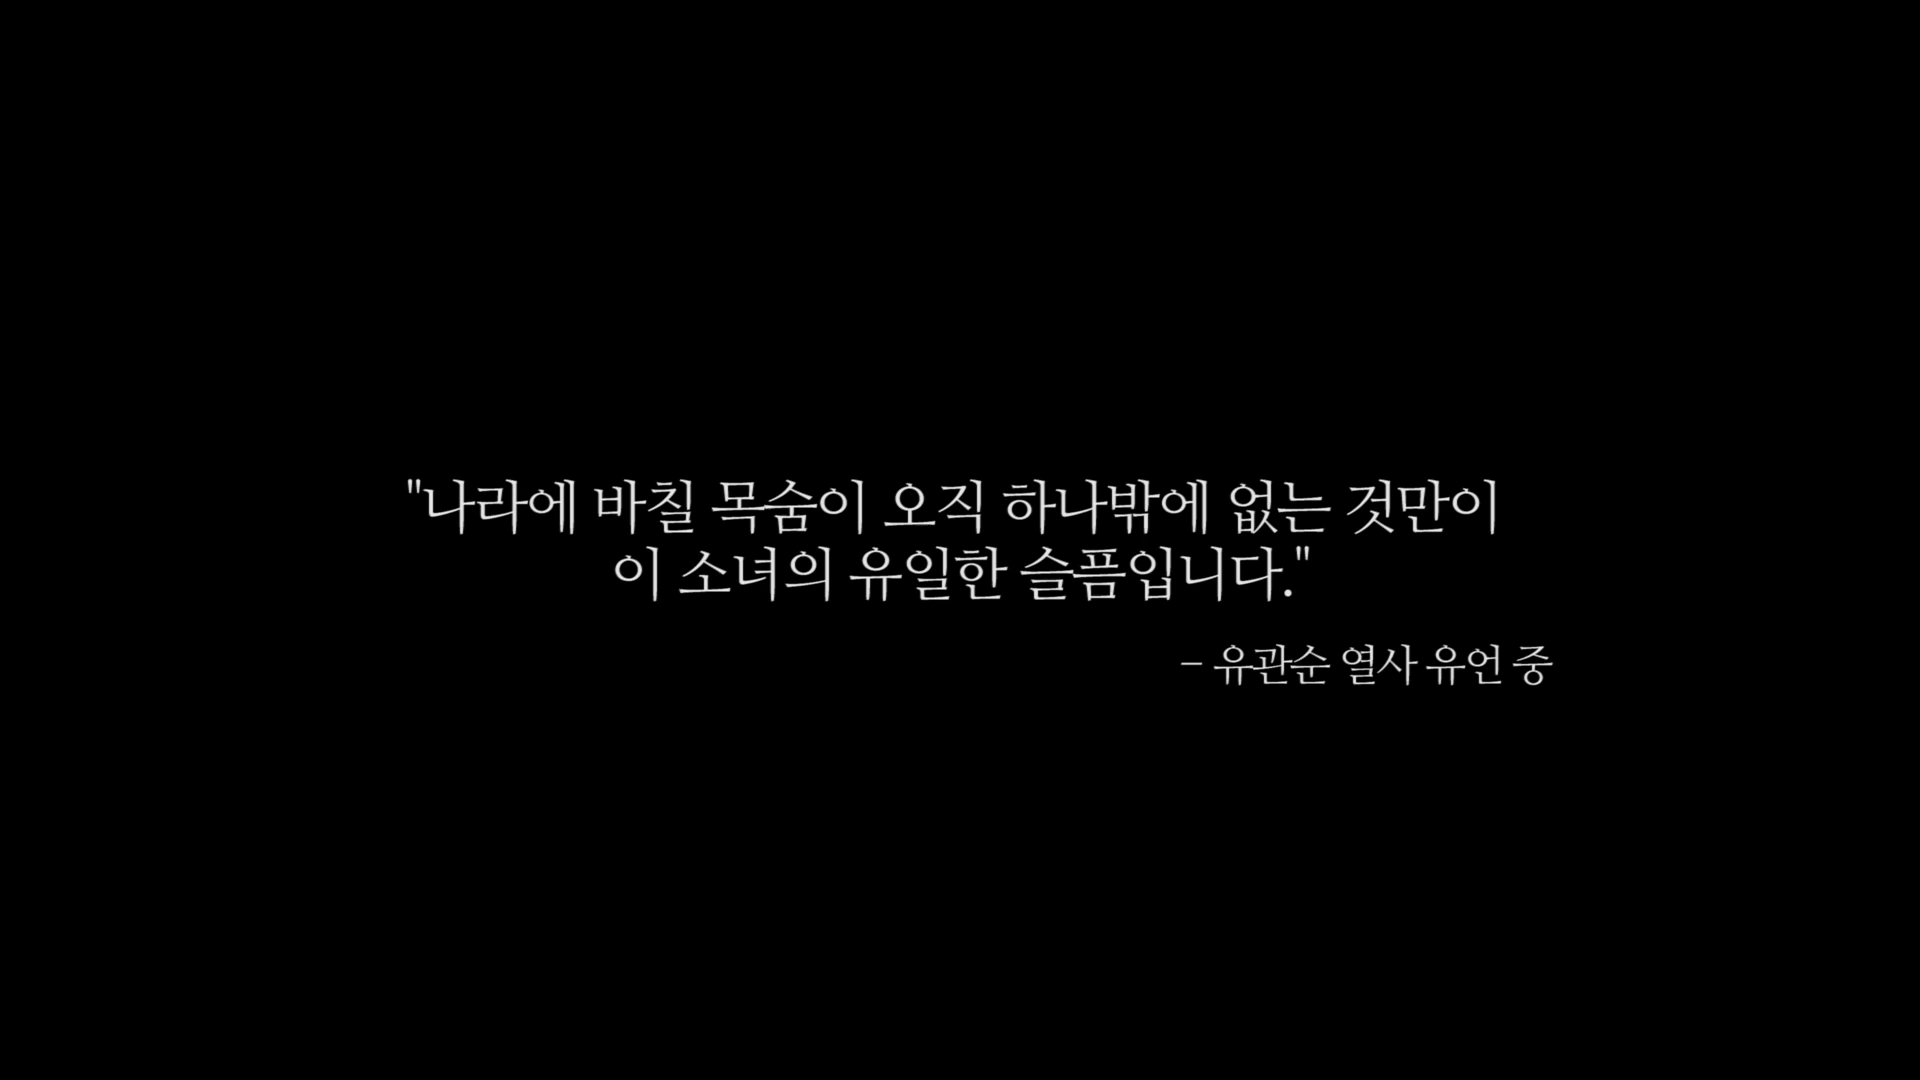 "나라에 바칠 목숨이 오직 하나밖에 없는 것만이
이 소녀의 유일한 슬픔입니다."
- 유관순 열사 유언 중